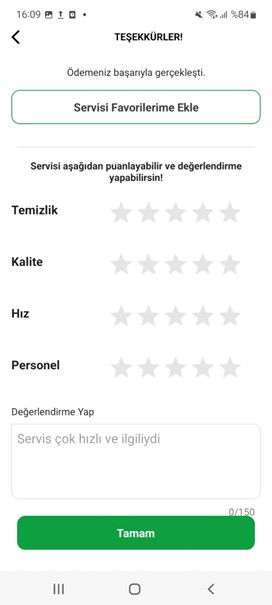 16:09 %84
TEŞEKKÜRLER!
Ödemeniz başarıyla gerçekleşti.
Servisi Favorilerime Ekle
Servisi aşağıdan puanlayabilir ve değerlendirme
yapabilirsin!
Temizlik
Kalite
Hız
Personel
Değerlendirme Yap
Servis çok hızlı ve ilgiliydi
0/150
Tamam